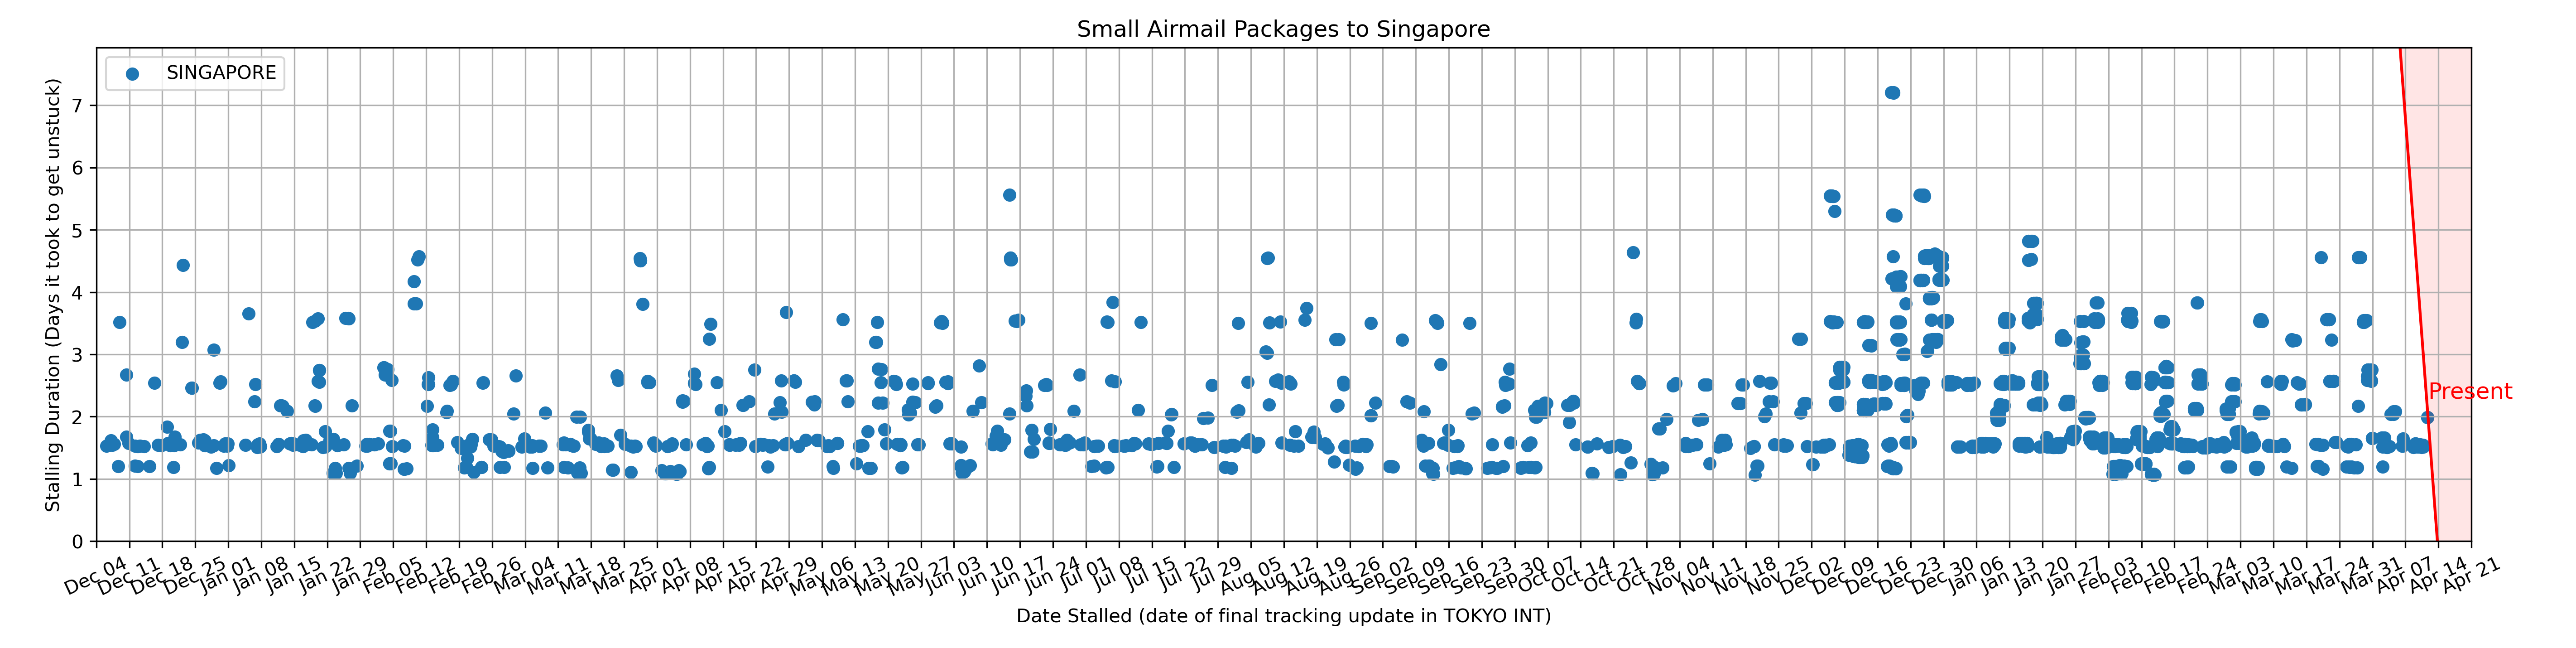 Small Airmail Packages to Singapore
SINGAPORE
Stalling Duration (Days it took to get unstuck)
7
6
5
4
3
2
1
0
Present
Dec 04 Dec 11 Dec 18 Dec 25 Jan 01 Jan 08 Jan 15 Jan 22 Jan 29 Feb 05 Feb 12 Feb 19 Feb 26 Mar 04 Mar 11 Mar 18 Mar 25 Apr 01 Apr 08 Apr 15 Apr 22 Apr 29 May 06 May 13 May 20 May 27 Jun 03 Jun 10 Jun 17 Jun 24 Jul 01 Jul 08 Jul 15 Jul 22 Jul 29 Aug 05 Aug 12 Aug 19 Aug 26 Sep 02 Sep 09 Sep 16 Sep 23 Sep 30 Oct 07 Oct 14 Oct 21 Oct 28 Nov 04 Nov 11 Nov 18 Nov 25 Dec 02 Dec 09 Dec 16 Dec 23 Dec 30 Jan 06 Jan 13 Jan 20 Jan 27 Feb 03 Feb 10 Feb 17 Feb 24 Mar 03 Mar 10 Mar 17 Mar 24 Mar 31 Apr 07 Apr 14 Apr 21
Date Stalled (date of final tracking update in TOKYO INT)